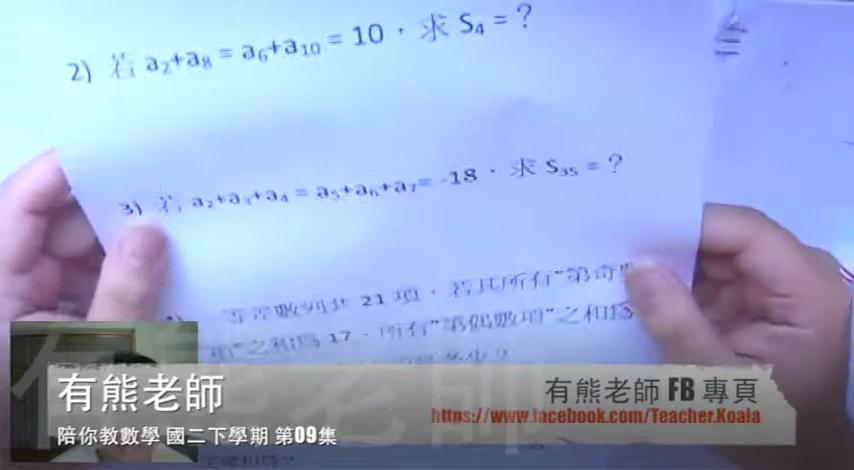 2) 若 a₂+a₈ = a₆+a₁₀ = 10，求 S₄ = ?
3) 若 a₂+a₃+a₄ = a₅+a₆+a₇ = -18，求 S₃₅ = ?
等差數列共 21 項，若其所有"第奇
項"之和為 17，所有"第偶數項"之和為
有熊老師
陪你教數學 國二下學期 第09集
有熊老師 FB 專頁
https://www.facebook.com/Teacher.Koala